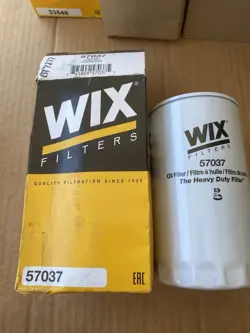 33548
57037
WIX
FILTERS
QUALITY FILTRATION SINCE 1939
57037
EAC
WIX
FILTERS
57037
Oil Filter / Filtre à huile / Filtro de
The Heavy Duty Filter